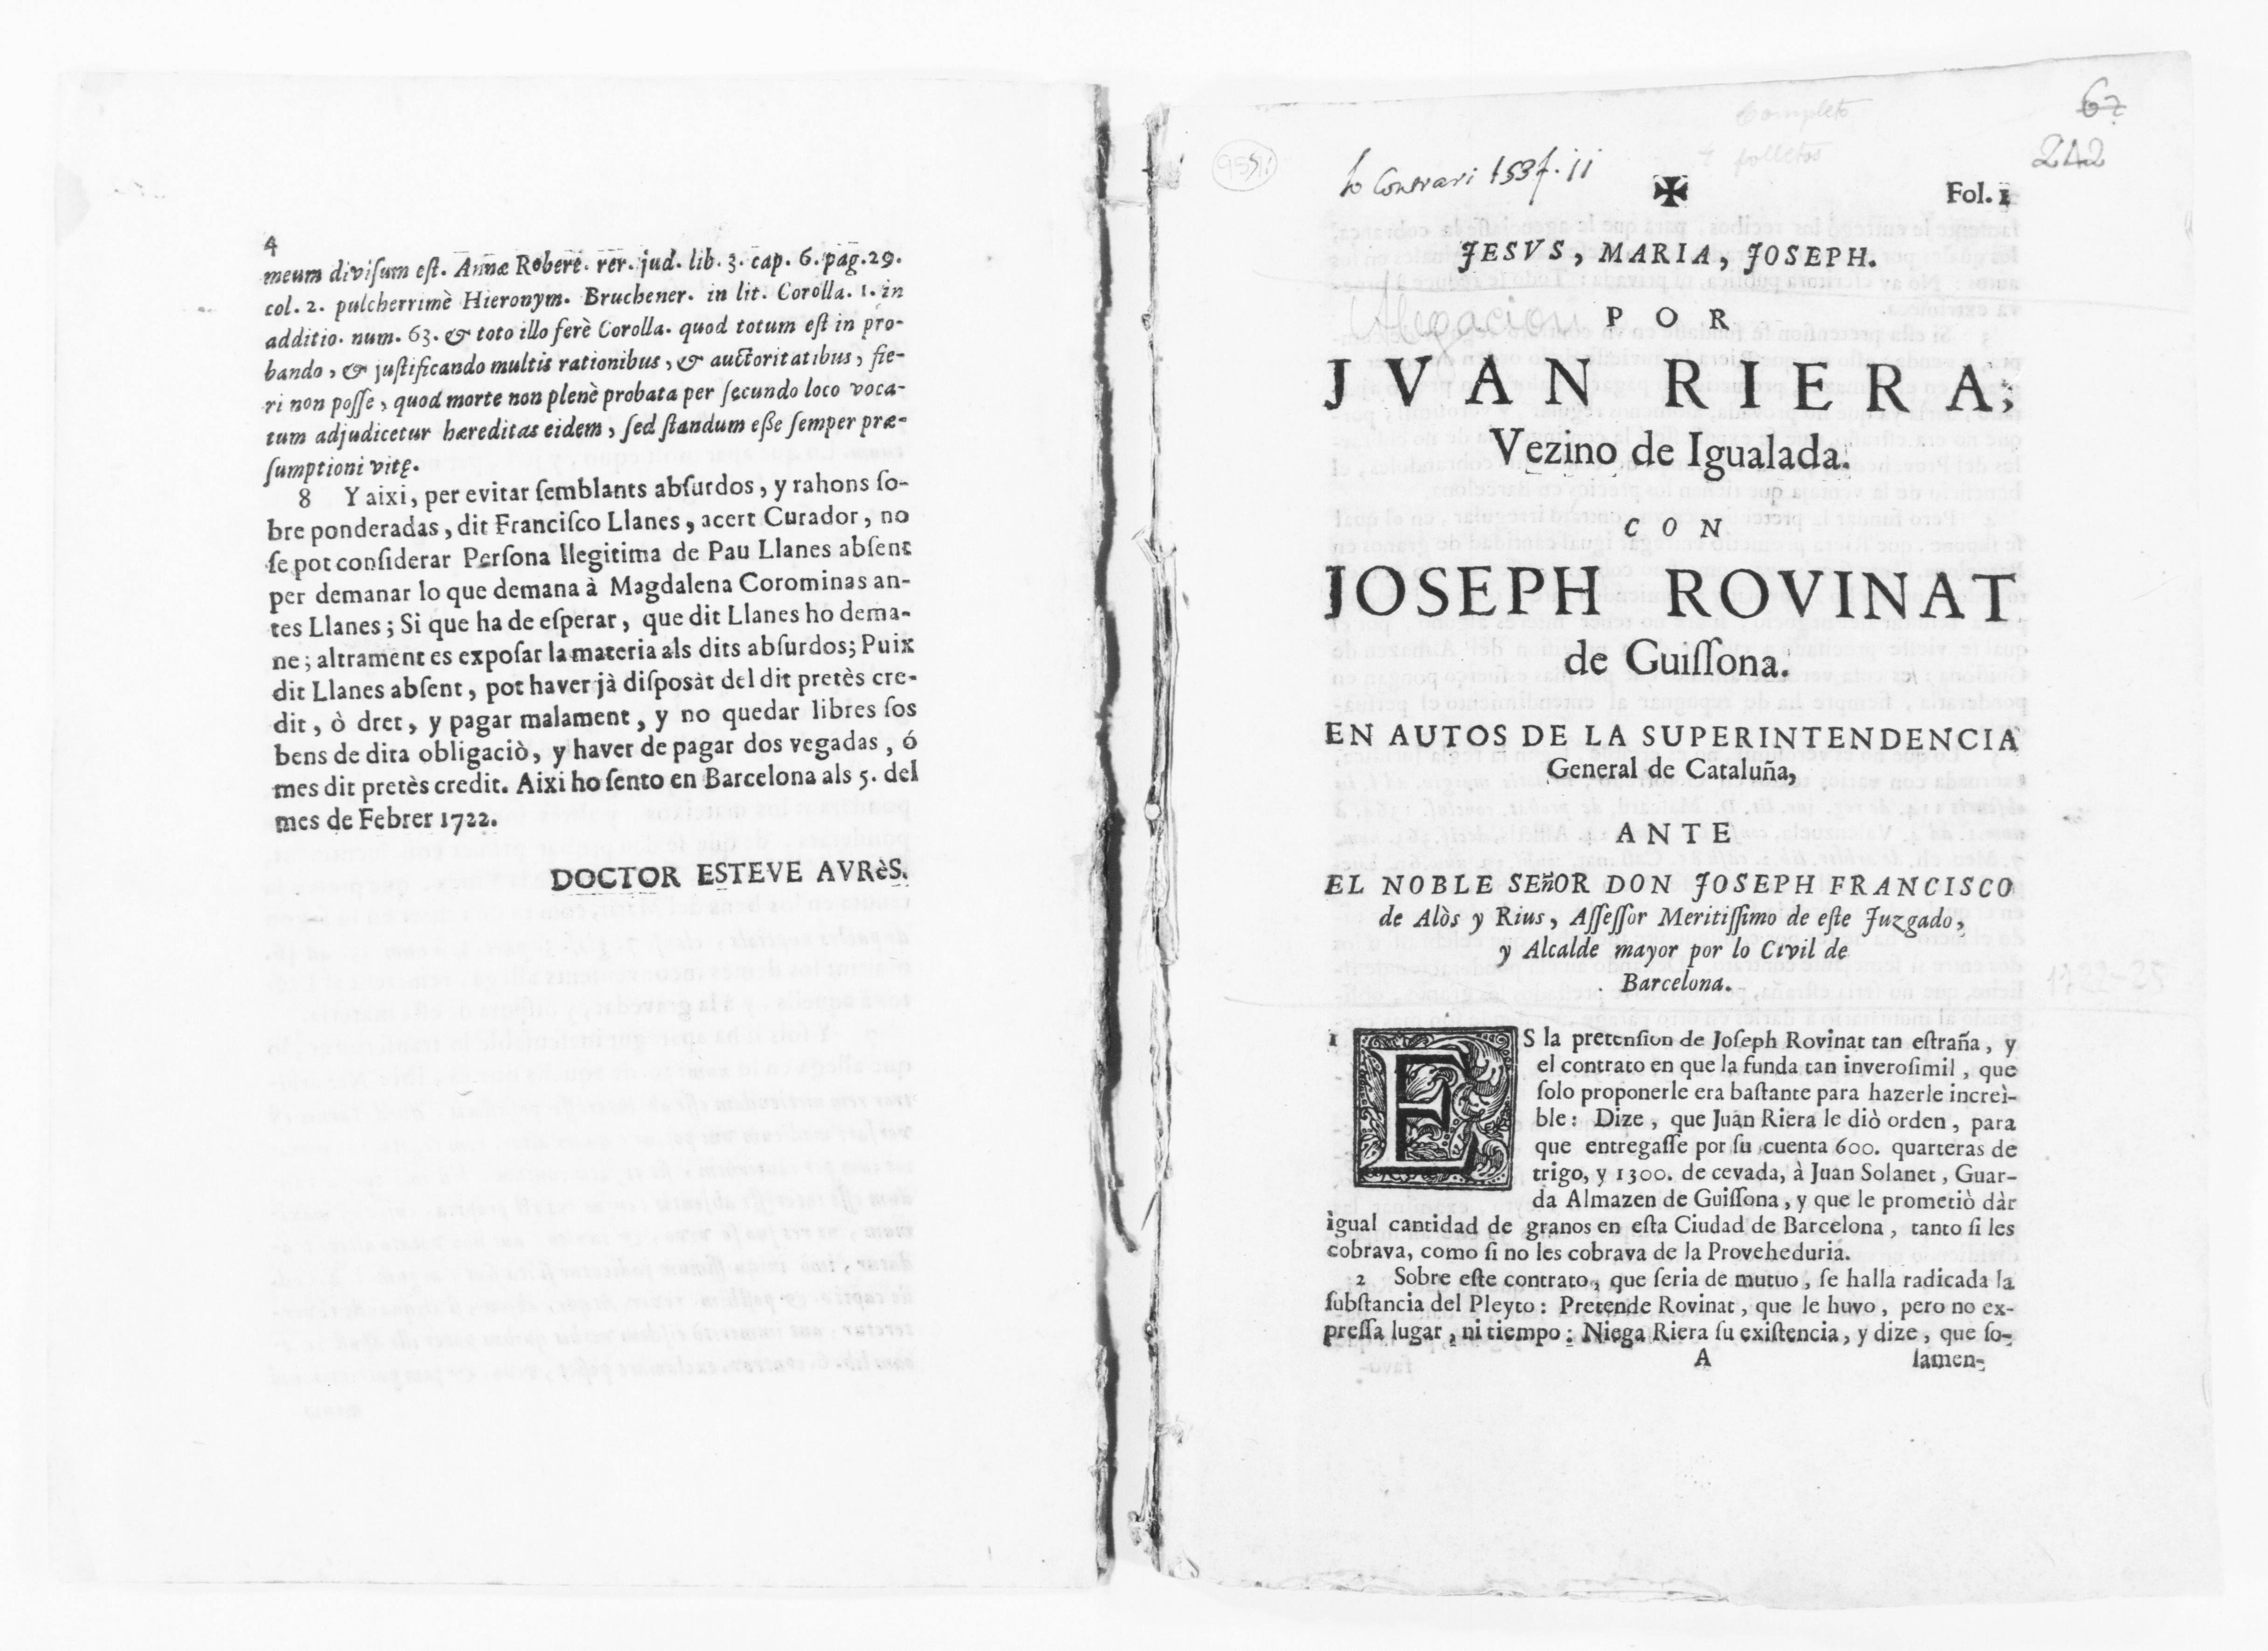 4
meum diviſum eſt. Annæ Robert. rer. jud. lib. 3. cap. 6. pag. 29.
col. 2. pulcherrimè Hieronym. Bruchener. in lit. Corolla. 1. in
additio. num. 63. & toto illo ferè Corolla. quod totum eſt in pro-
bando, & juſtificando multis rationibus, & auctoritatibus, fie-
ri non poſſe, quod morte non plenè probata per ſecundo loco voca-
tum adjudicetur hæreditas eidem, ſed ſtandum eſſe ſemper præ-
ſumptioni vitę.
8 Y aixi, per evitar ſemblants abſurdos, y rahons ſo-
bre ponderadas, dit Franciſco Llanes, acert Curador, no
ſe pot conſiderar Perſona llegitima de Pau Llanes abſent
per demanar lo que demana à Magdalena Corominas an-
tes Llanes; Si que ha de eſperar, que dit Llanes ho dema-
ne; altrament es expoſar la materia als dits abſurdos; Puix
dit Llanes abſent, pot haver jà diſposàt del dit pretès cre-
dit, ò dret, y pagar malament, y no quedar libres ſos
bens de dita obligaciò, y haver de pagar dos vegadas, ó
mes dit pretès credit. Aixi ho ſento en Barcelona als 5. del
mes de Febrer 1722.
DOCTOR ESTEVE AVRèS.
67
242
Completo
4 folletos
9551
lo Contrari 153 f. 11
✠
Fol. 1
JESVS, MARIA, JOSEPH.
Alegacion
POR
JVAN RIERA;
Vezino de Igualada.
CON
JOSEPH ROVINAT
de Guiſſona.
EN AUTOS DE LA SUPERINTENDENCIA
General de Cataluña,
ANTE
EL NOBLE SEñOR DON JOSEPH FRANCISCO
de Alòs y Rius, Aſſeſſor Meritiſſimo de eſte Juzgado,
y Alcalde mayor por lo Civil de
Barcelona.
1722-25
1 ES la pretenſion de Joſeph Rovinat tan eſtraña, y
el contrato en que la funda tan inveroſimil, que
ſolo proponerle era baſtante para hazerle increì-
ble: Dize, que Juan Riera le diò orden, para
que entregaſſe por ſu cuenta 600. quarteras de
trigo, y 1300. de cevada, à Juan Solanet, Guar-
da Almazen de Guiſſona, y que le prometiò dàr
igual cantidad de granos en eſta Ciudad de Barcelona, tanto ſi les
cobrava, como ſi no les cobrava de la Proveheduria.
2 Sobre eſte contrato, que ſeria de mutuo, ſe halla radicada la
ſubſtancia del Pleyto: Pretende Rovinat, que le huvo, pero no ex-
preſſa lugar, ni tiempo: Niega Riera ſu exiſtencia, y dize, que ſo-
A
lamen-